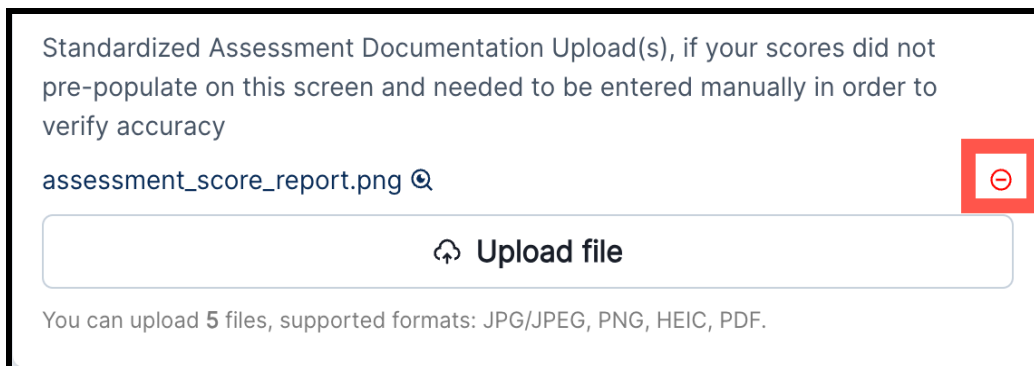 Standardized Assessment Documentation Upload(s), if your scores did not
pre-populate on this screen and needed to be entered manually in order to
verify accuracy
assessment_score_report.png
Upload file
You can upload 5 files, supported formats: JPG/JPEG, PNG, HEIC, PDF.